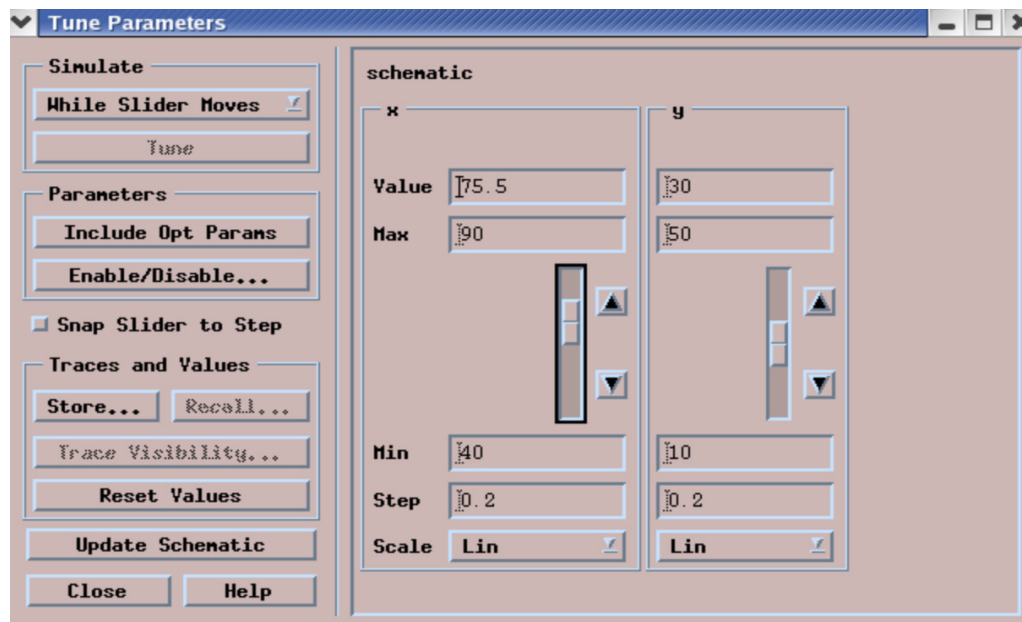 Tune Parameters
Simulate
While Slider Moves
Tune
Parameters
Include Opt Params
Enable/Disable...
Snap Slider to Step
Traces and Values
Store... Recall...
Trace Visibility...
Reset Values
Update Schematic
Close Help
schematic
x y
Value 75.5 30
Max 90 50
Min 40 10
Step 0.2 0.2
Scale Lin Lin